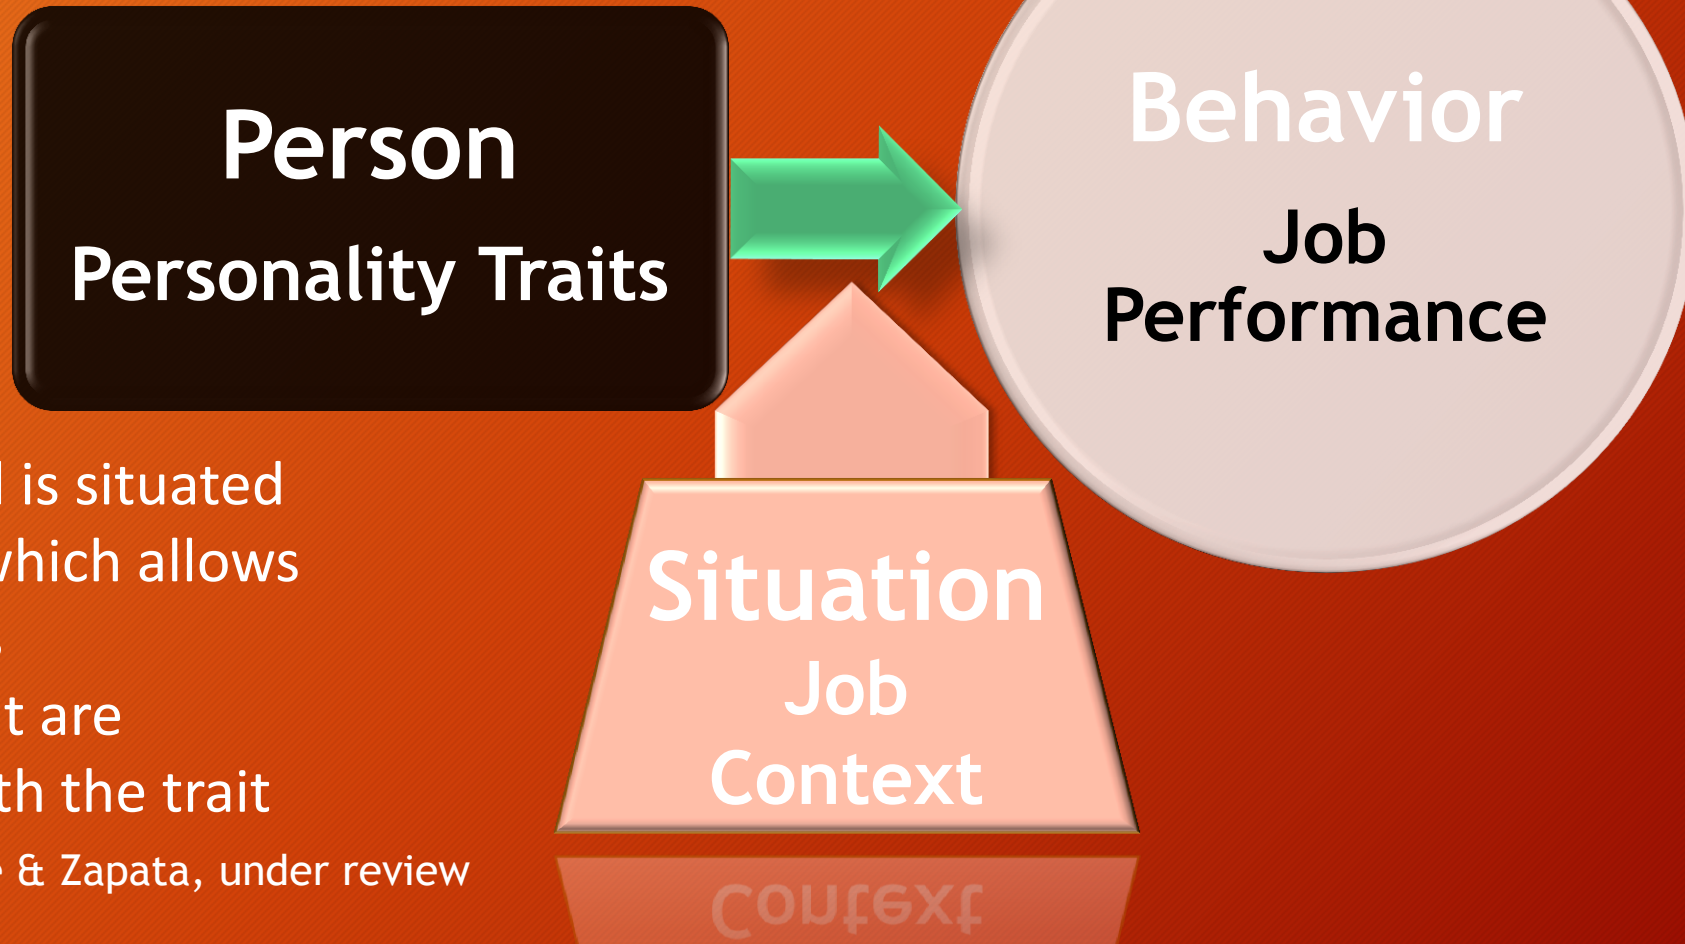 Person
Personality Traits
Behavior
Job
Performance
is situated
which allows
t are
th the trait
& Zapata, under review
Situation
Job
Context
Context